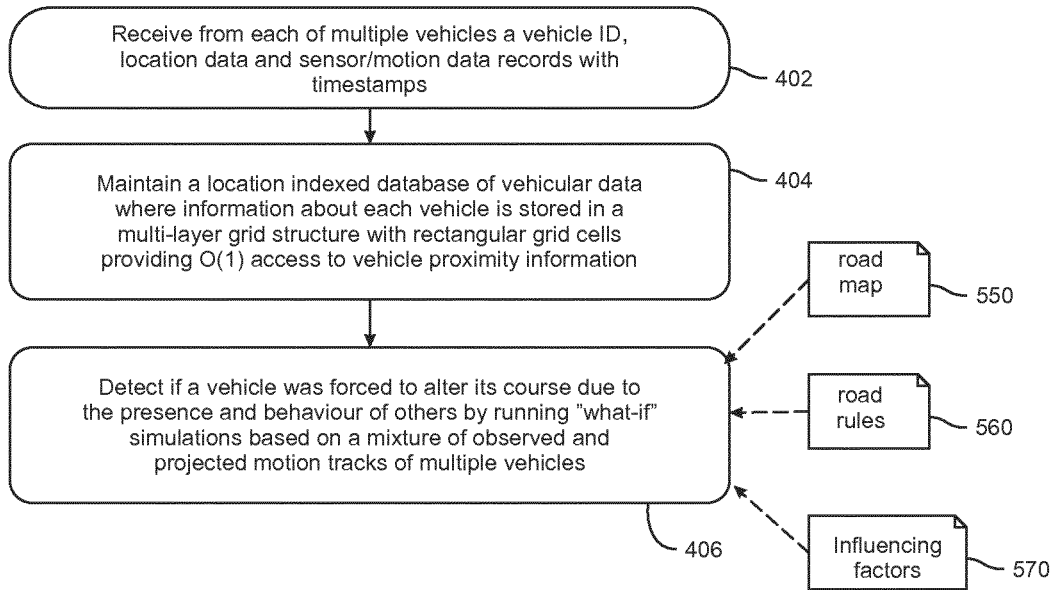 Receive from each of multiple vehicles a vehicle ID,
location data and sensor/motion data records with
timestamps
402
Maintain a location indexed database of vehicular data
where information about each vehicle is stored in a
multi-layer grid structure with rectangular grid cells
providing O(1) access to vehicle proximity information
404
road
map
550
Detect if a vehicle was forced to alter its course due to
the presence and behaviour of others by running "what-if"
simulations based on a mixture of observed and
projected motion tracks of multiple vehicles
406
road
rules
560
Influencing
factors
570